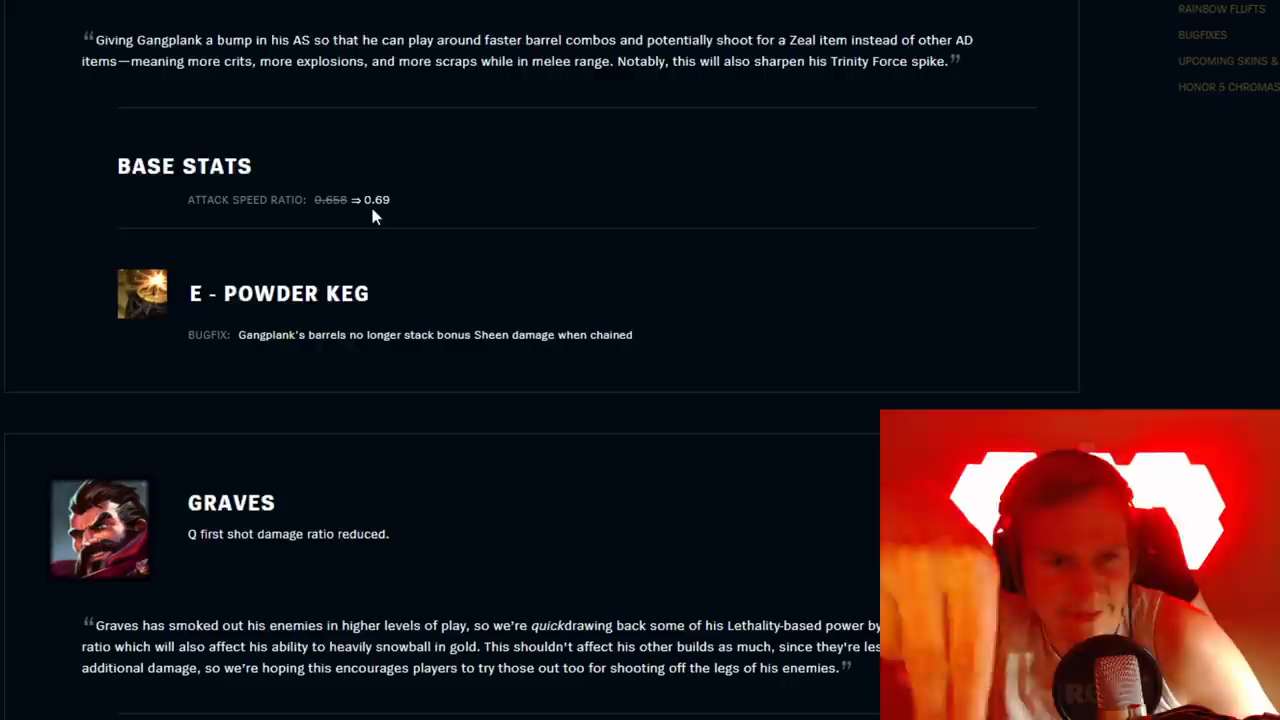 RAINBOW FLUFTS
BUGFIXES
UPCOMING SKINS &
HONOR 5 CHROMAS
“Giving Gangplank a bump in his AS so that he can play around faster barrel combos and potentially shoot for a Zeal item instead of other AD
items—meaning more crits, more explosions, and more scraps while in melee range. Notably, this will also sharpen his Trinity Force spike.”
BASE STATS
ATTACK SPEED RATIO: 0.658 ⇒ 0.69
E - POWDER KEG
BUGFIX: Gangplank's barrels no longer stack bonus Sheen damage when chained
GRAVES
Q first shot damage ratio reduced.
“Graves has smoked out his enemies in higher levels of play, so we're quickdrawing back some of his Lethality-based power by
ratio which will also affect his ability to heavily snowball in gold. This shouldn't affect his other builds as much, since they're les
additional damage, so we're hoping this encourages players to try those out too for shooting off the legs of his enemies.”